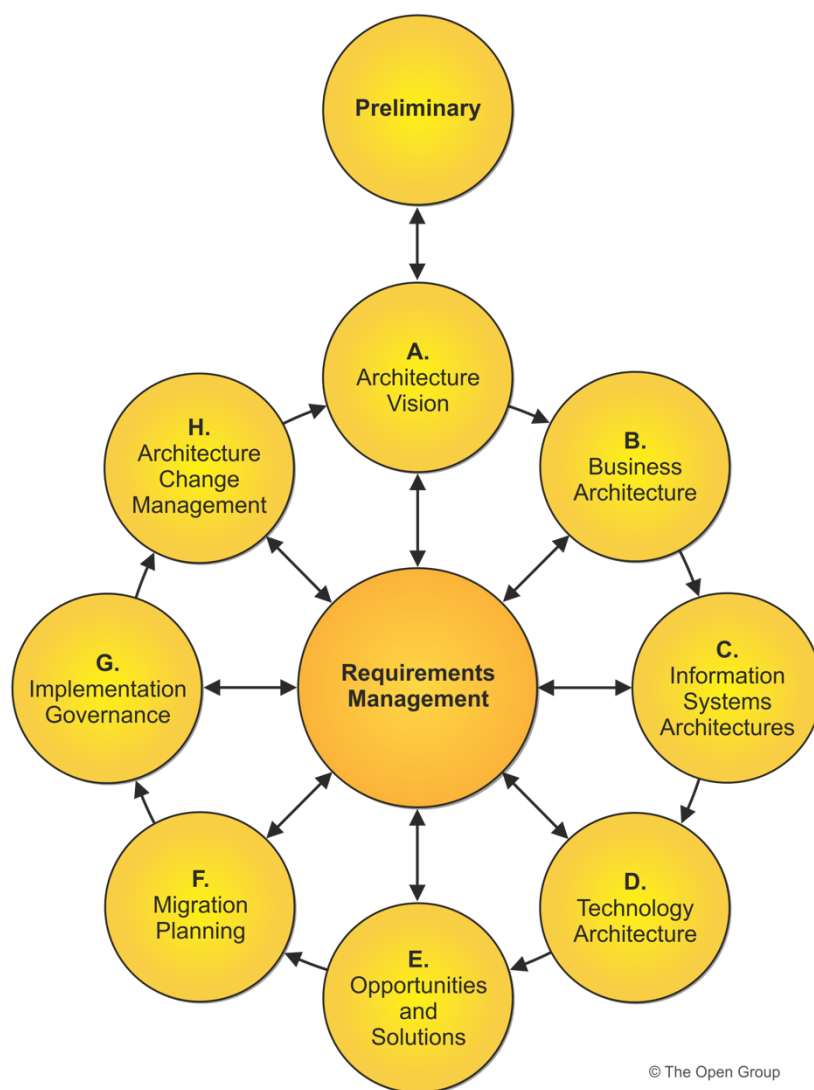 Preliminary
A.
Architecture
Vision
H.
Architecture
Change
Management
B.
Business
Architecture
G.
Implementation
Governance
Requirements
Management
C.
Information
Systems
Architectures
F.
Migration
Planning
D.
Technology
Architecture
E.
Opportunities
and
Solutions
© The Open Group